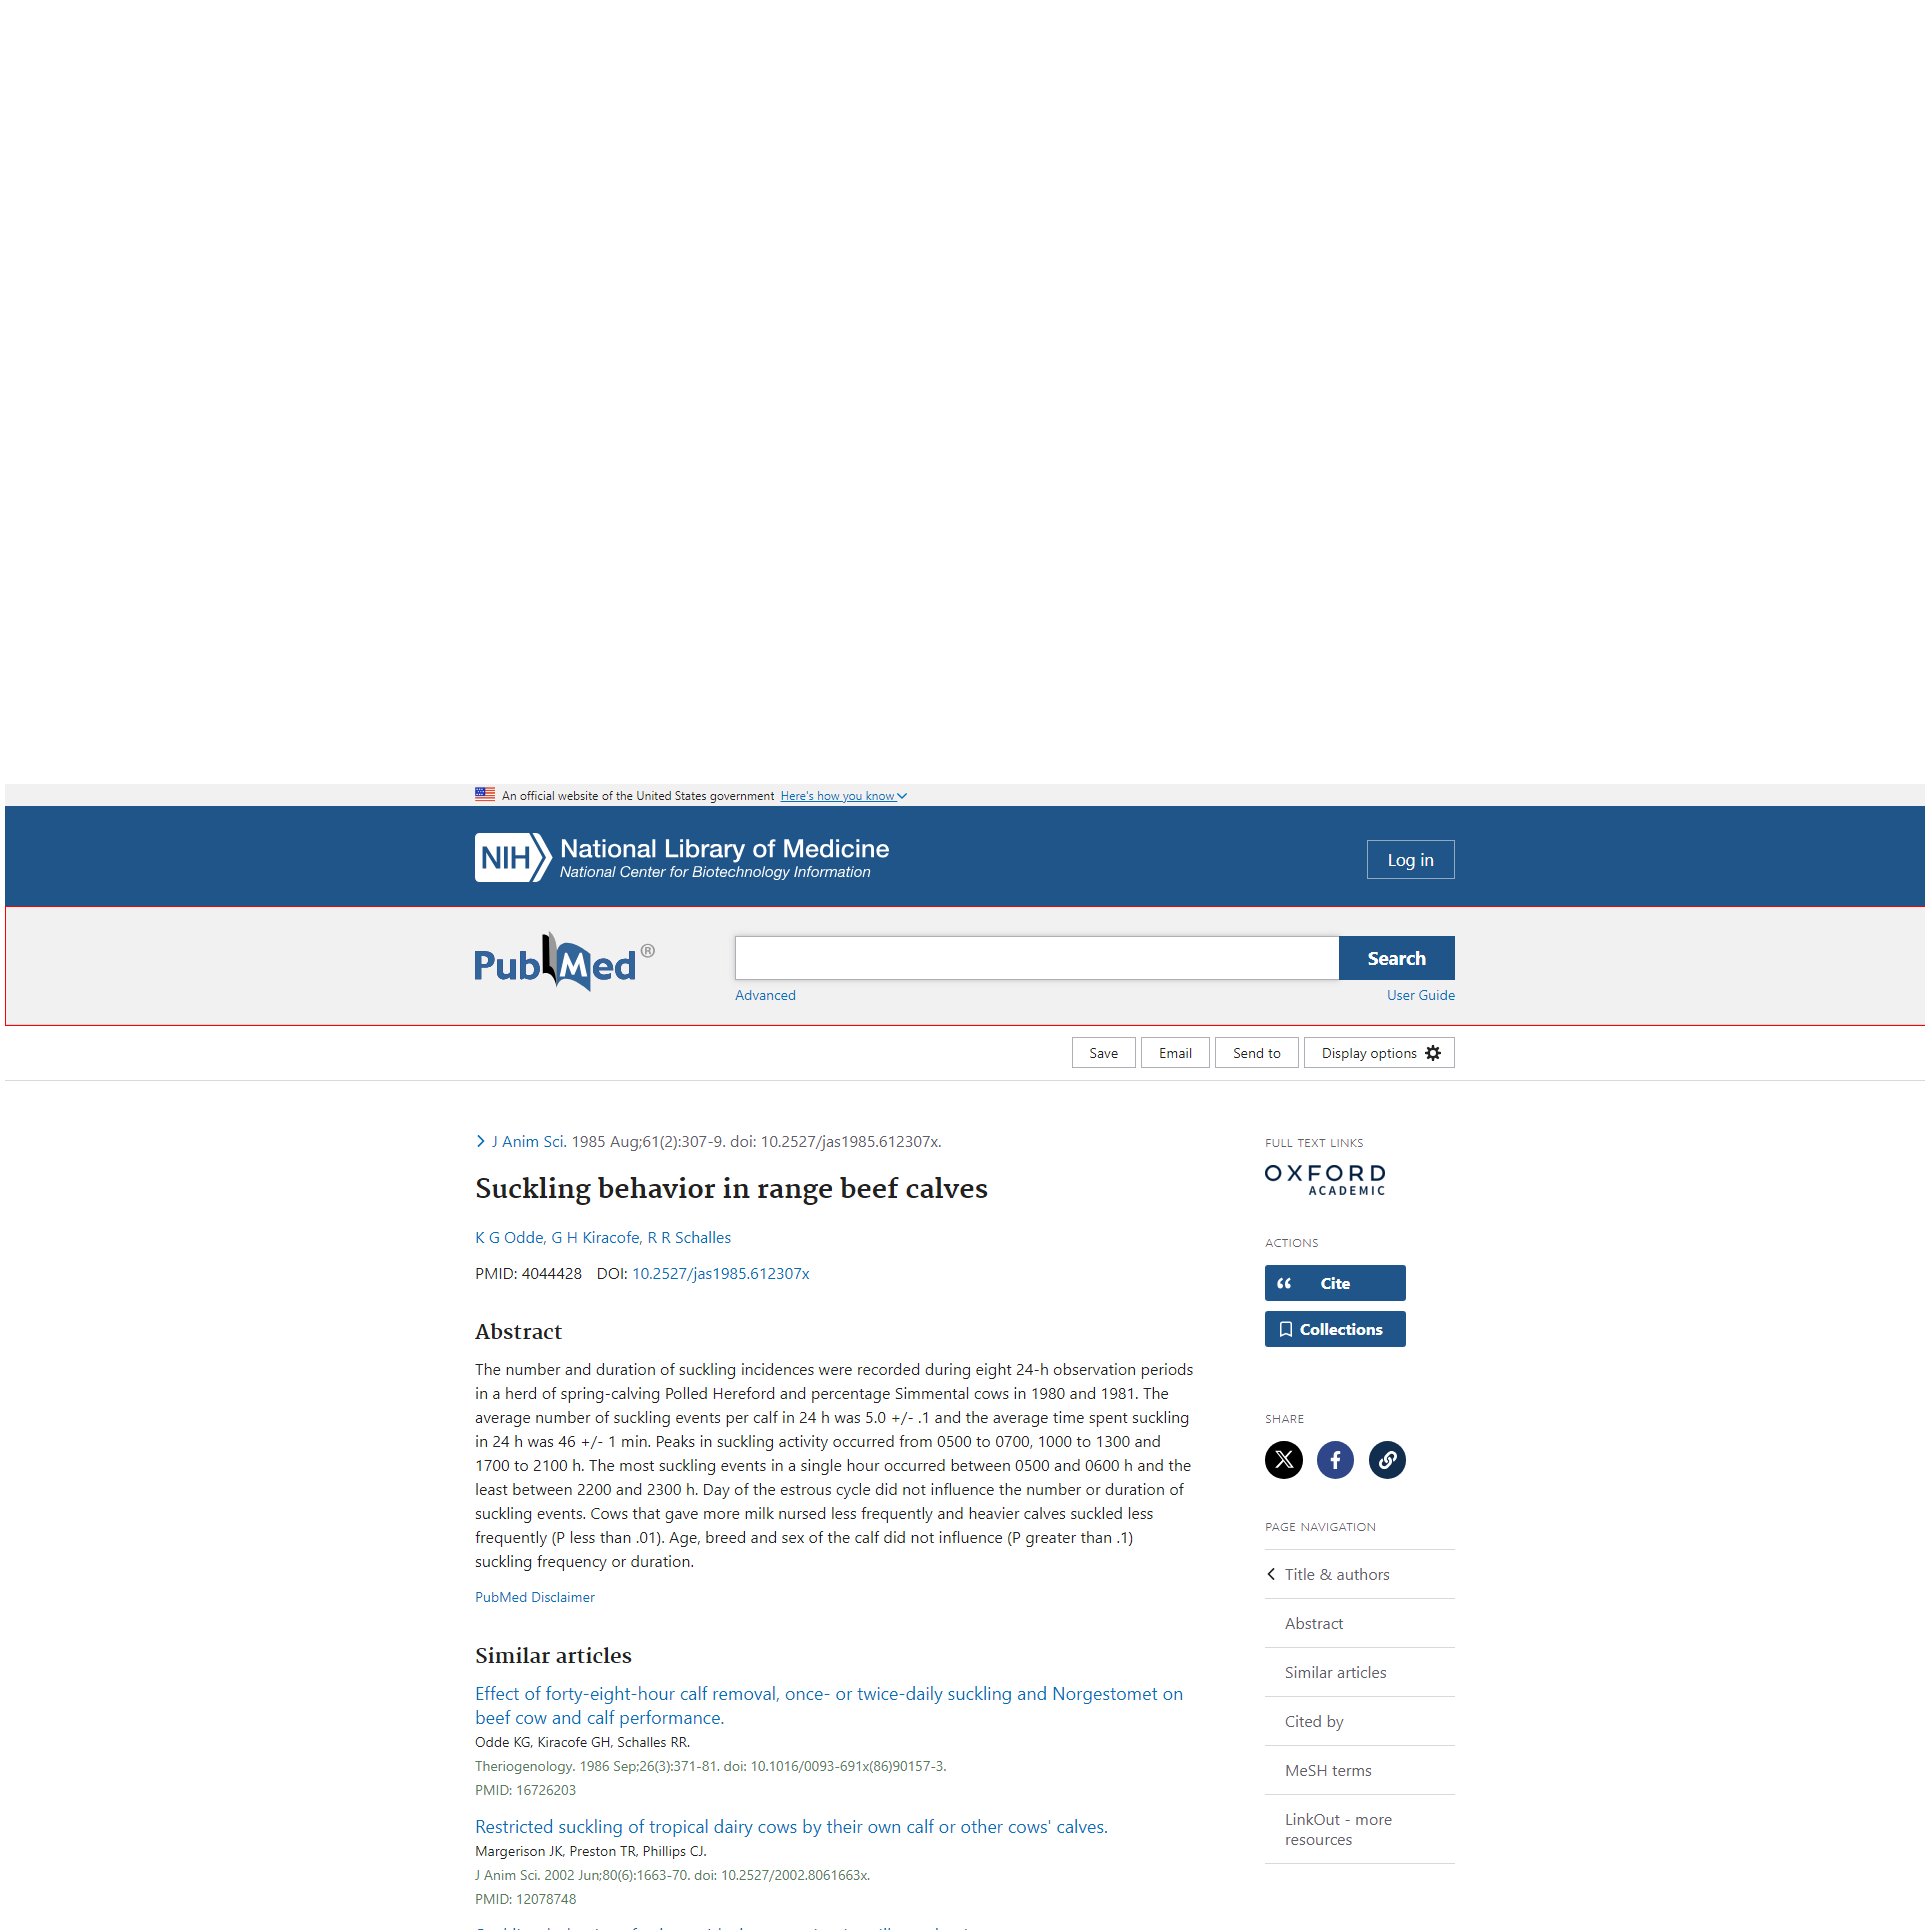 An official website of the United States government Here's how you know
NIH National Library of Medicine
National Center for Biotechnology Information
Log in
PubMed®
Search
Advanced
User Guide
Save
Email
Send to
Display options
J Anim Sci. 1985 Aug;61(2):307-9. doi: 10.2527/jas1985.612307x.
Suckling behavior in range beef calves
K G Odde, G H Kiracofe, R R Schalles
PMID: 4044428 DOI: 10.2527/jas1985.612307x
Abstract
The number and duration of suckling incidences were recorded during eight 24-h observation periods
in a herd of spring-calving Polled Hereford and percentage Simmental cows in 1980 and 1981. The
average number of suckling events per calf in 24 h was 5.0 +/- .1 and the average time spent suckling
in 24 h was 46 +/- 1 min. Peaks in suckling activity occurred from 0500 to 0700, 1000 to 1300 and
1700 to 2100 h. The most suckling events in a single hour occurred between 0500 and 0600 h and the
least between 2200 and 2300 h. Day of the estrous cycle did not influence the number or duration of
suckling events. Cows that gave more milk nursed less frequently and heavier calves suckled less
frequently (P less than .01). Age, breed and sex of the calf did not influence (P greater than .1)
suckling frequency or duration.
PubMed Disclaimer
Similar articles
Effect of forty-eight-hour calf removal, once- or twice-daily suckling and Norgestomet on
beef cow and calf performance.
Odde KG, Kiracofe GH, Schalles RR.
Theriogenology. 1986 Sep;26(3):371-81. doi: 10.1016/0093-691x(86)90157-3.
PMID: 16726203
Restricted suckling of tropical dairy cows by their own calf or other cows' calves.
Margerison JK, Preston TR, Phillips CJ.
J Anim Sci. 2002 Jun;80(6):1663-70. doi: 10.2527/2002.8061663x.
PMID: 12078748
FULL TEXT LINKS
OXFORD
ACADEMIC
ACTIONS
Cite
Collections
SHARE
PAGE NAVIGATION
Title & authors
Abstract
Similar articles
Cited by
MeSH terms
LinkOut - more
resources